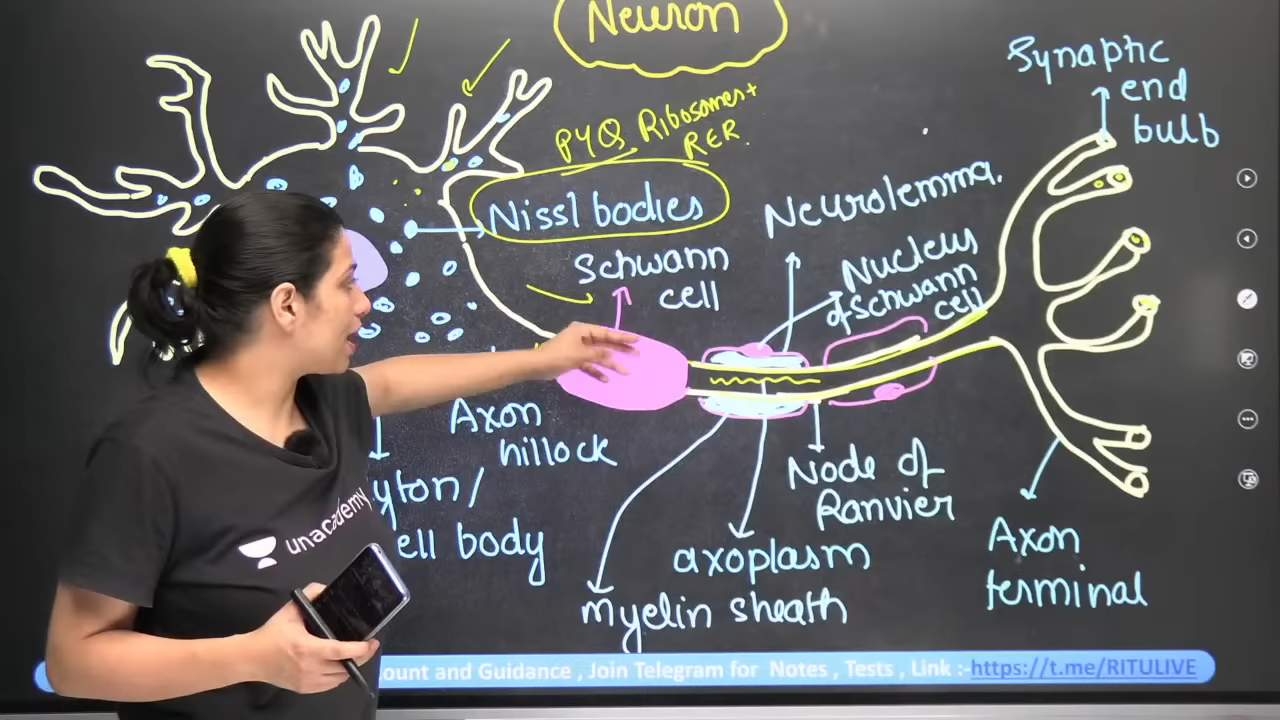 Neuron
Synaptic
end
bulb
PYQ Ribosomes+
RER.
Nissl bodies
Neurolemma.
Schwann
cell
Nucleus
of Schwann
cell
Axon
hillock
yton/
ell body
Node of
Ranvier
axoplasm
myelin sheath
Axon
terminal
unacademy
ount and Guidance , Join Telegram for Notes , Tests , Link :-https://t.me/RITULIVE